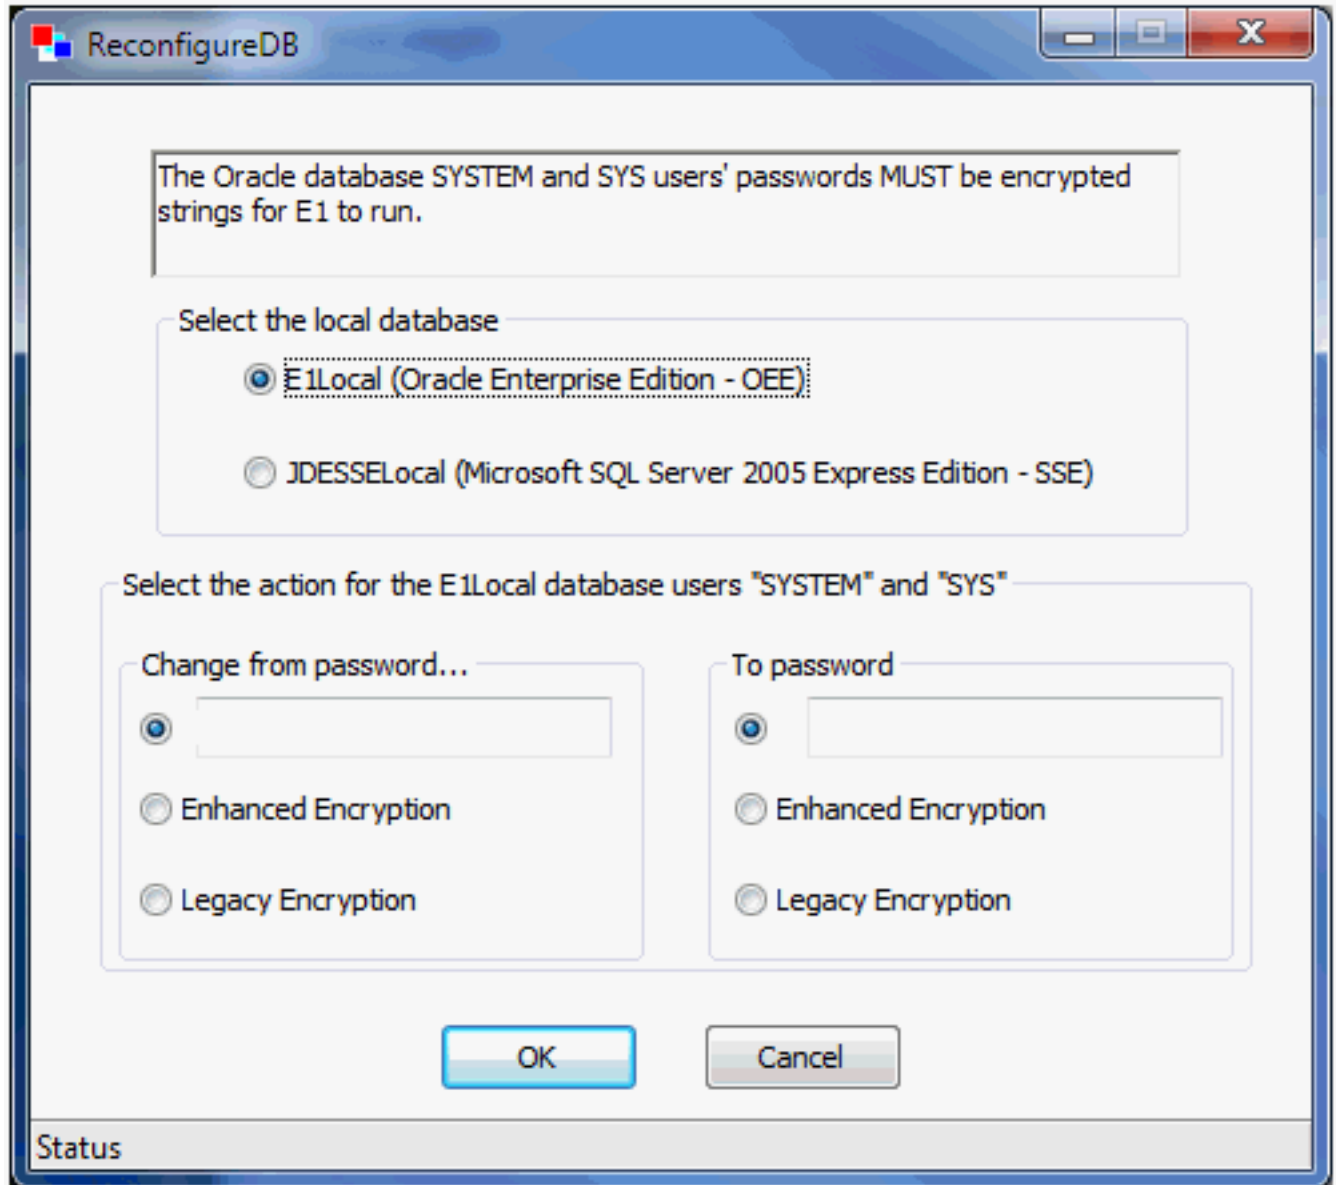 ReconfigureDB
The Oracle database SYSTEM and SYS users' passwords MUST be encrypted
strings for E1 to run.
Select the local database
E1Local (Oracle Enterprise Edition - OEE)
JDESSELocal (Microsoft SQL Server 2005 Express Edition - SSE)
Select the action for the E1Local database users "SYSTEM" and "SYS"
Change from password...
To password
Enhanced Encryption
Enhanced Encryption
Legacy Encryption
Legacy Encryption
OK
Cancel
Status